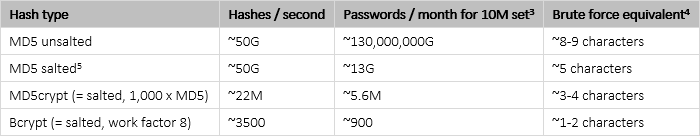 Hash type Hashes / second Passwords / month for 10M set³ Brute force equivalent⁴
MD5 unsalted ~50G ~130,000,000G ~8-9 characters
MD5 salted⁵ ~50G ~13G ~5 characters
MD5crypt (= salted, 1,000 x MD5) ~22M ~5.6M ~3-4 characters
Bcrypt (= salted, work factor 8) ~3500 ~900 ~1-2 characters